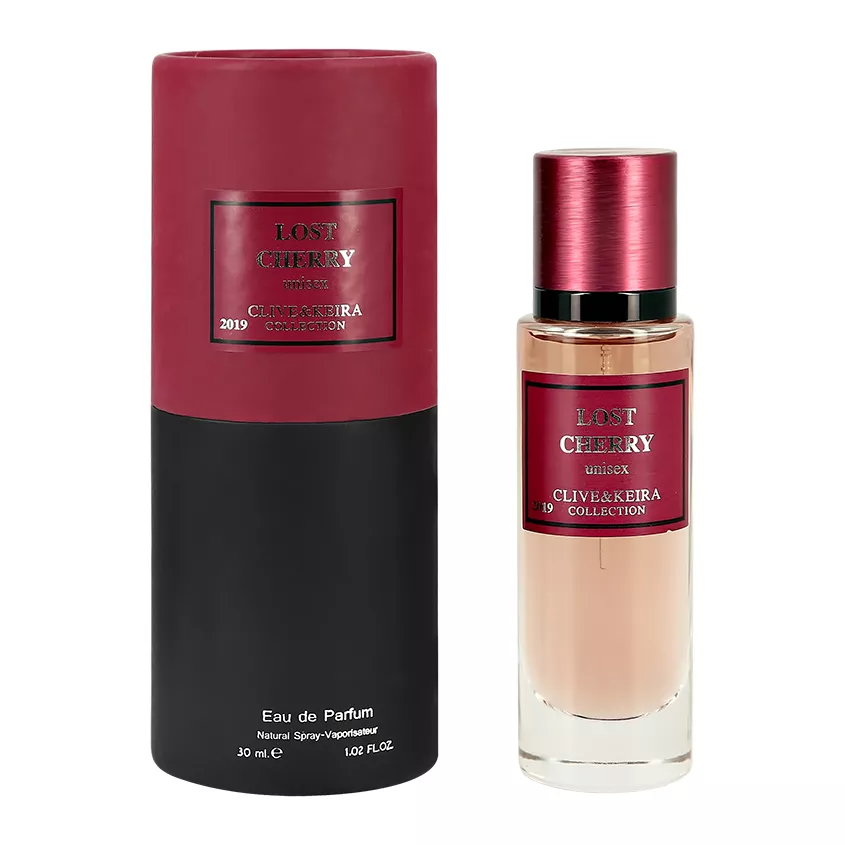 LOST
CHERRY
unisex
CLIVE&KEIRA
2019 COLLECTION
Eau de Parfum
Natural Spray-Vaporisateur
30 ml.e 1.02 FL.OZ
LOST
CHERRY
unisex
CLIVE&KEIRA
2019 COLLECTION